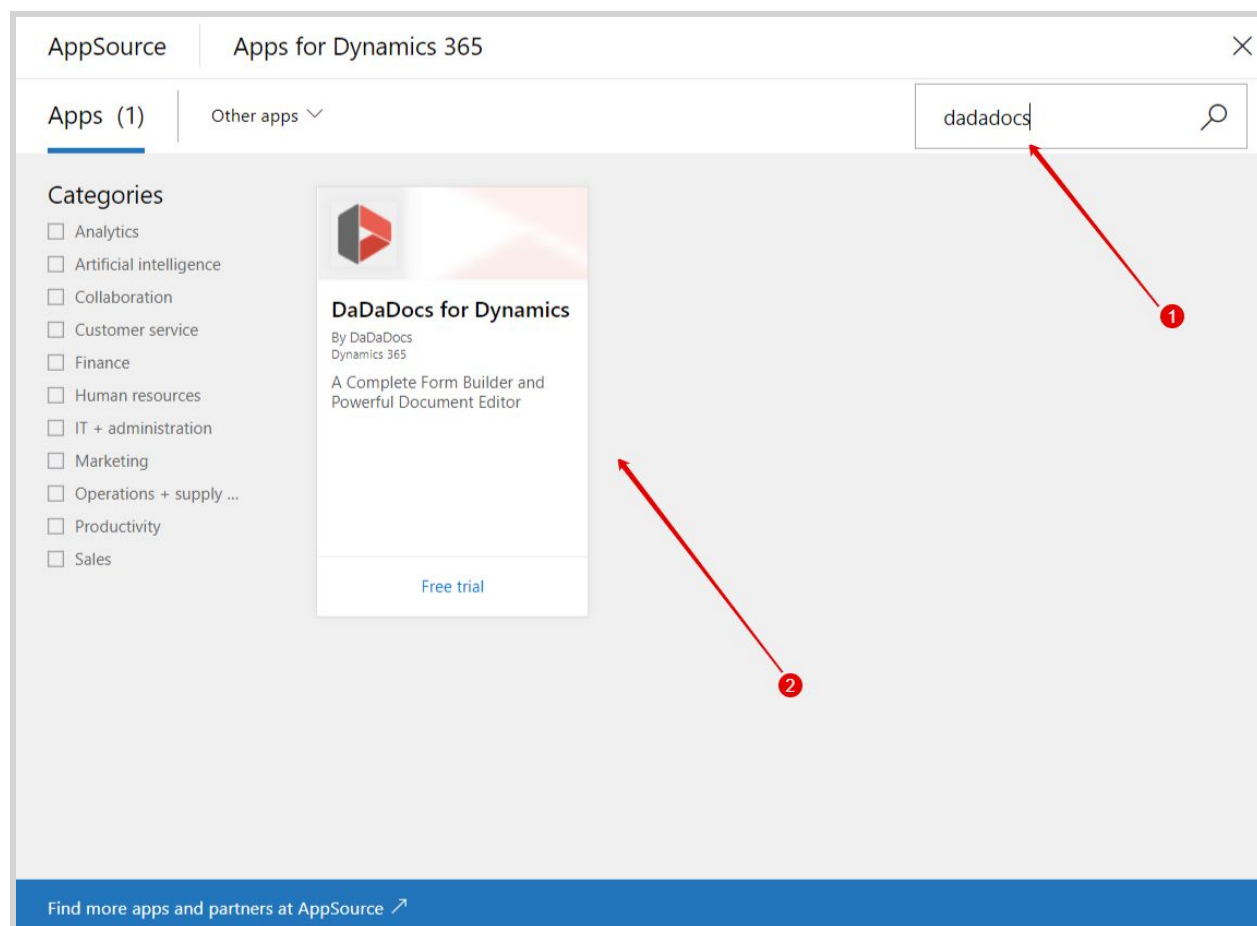 AppSource
Apps for Dynamics 365
Apps (1)
Other apps
dadadocs
Categories
Analytics
Artificial intelligence
Collaboration
Customer service
Finance
Human resources
IT + administration
Marketing
Operations + supply ...
Productivity
Sales
DaDaDocs for Dynamics
By DaDaDocs
Dynamics 365
A Complete Form Builder and
Powerful Document Editor
Free trial
1
2
Find more apps and partners at AppSource